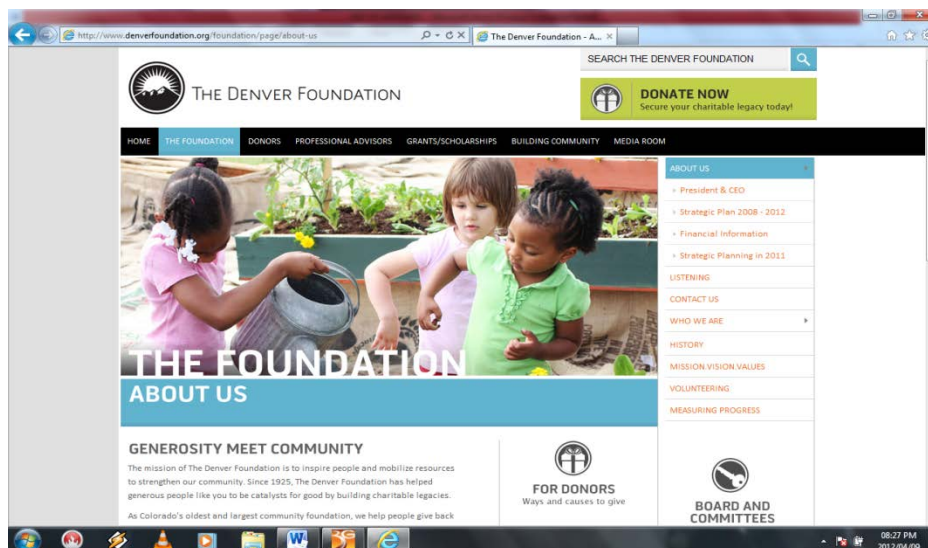 http://www.denverfoundation.org/foundation/page/about-us
The Denver Foundation - A...
SEARCH THE DENVER FOUNDATION
THE DENVER FOUNDATION
DONATE NOW
Secure your charitable legacy today!
HOME THE FOUNDATION DONORS PROFESSIONAL ADVISORS GRANTS/SCHOLARSHIPS BUILDING COMMUNITY MEDIA ROOM
ABOUT US
President & CEO
Strategic Plan 2008 - 2012
Financial Information
Strategic Planning in 2011
LISTENING
CONTACT US
WHO WE ARE
HISTORY
MISSION.VISION.VALUES
VOLUNTEERING
MEASURING PROGRESS
THE FOUNDATION
ABOUT US
GENEROSITY MEET COMMUNITY
The mission of The Denver Foundation is to inspire people and mobilize resources
to strengthen our community. Since 1925, The Denver Foundation has helped
generous people like you to be catalysts for good by building charitable legacies.
As Colorado's oldest and largest community foundation, we help people give back
FOR DONORS
Ways and causes to give
BOARD AND
COMMITTEES
08:27 PM
2012/04/09